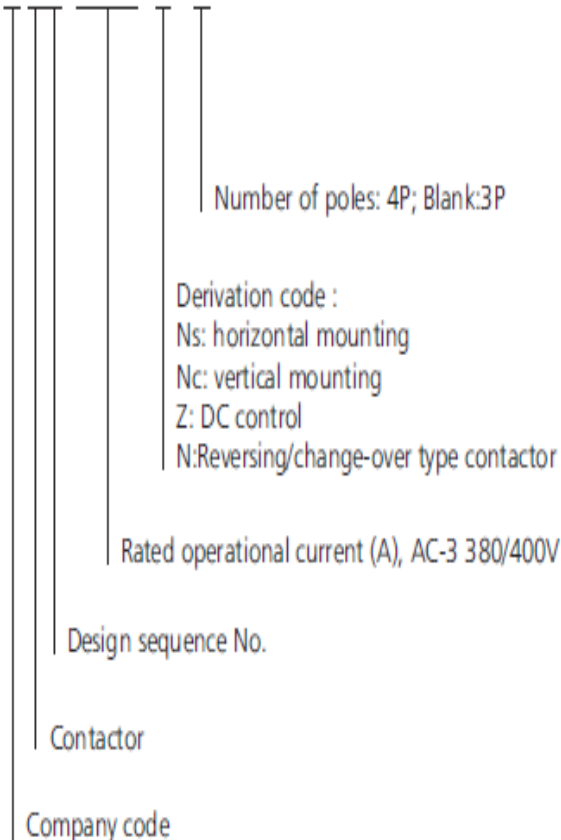 Number of poles: 4P; Blank:3P
Derivation code :
Ns: horizontal mounting
Nc: vertical mounting
Z: DC control
N:Reversing/change-over type contactor
Rated operational current (A), AC-3 380/400V
Design sequence No.
Contactor
Company code